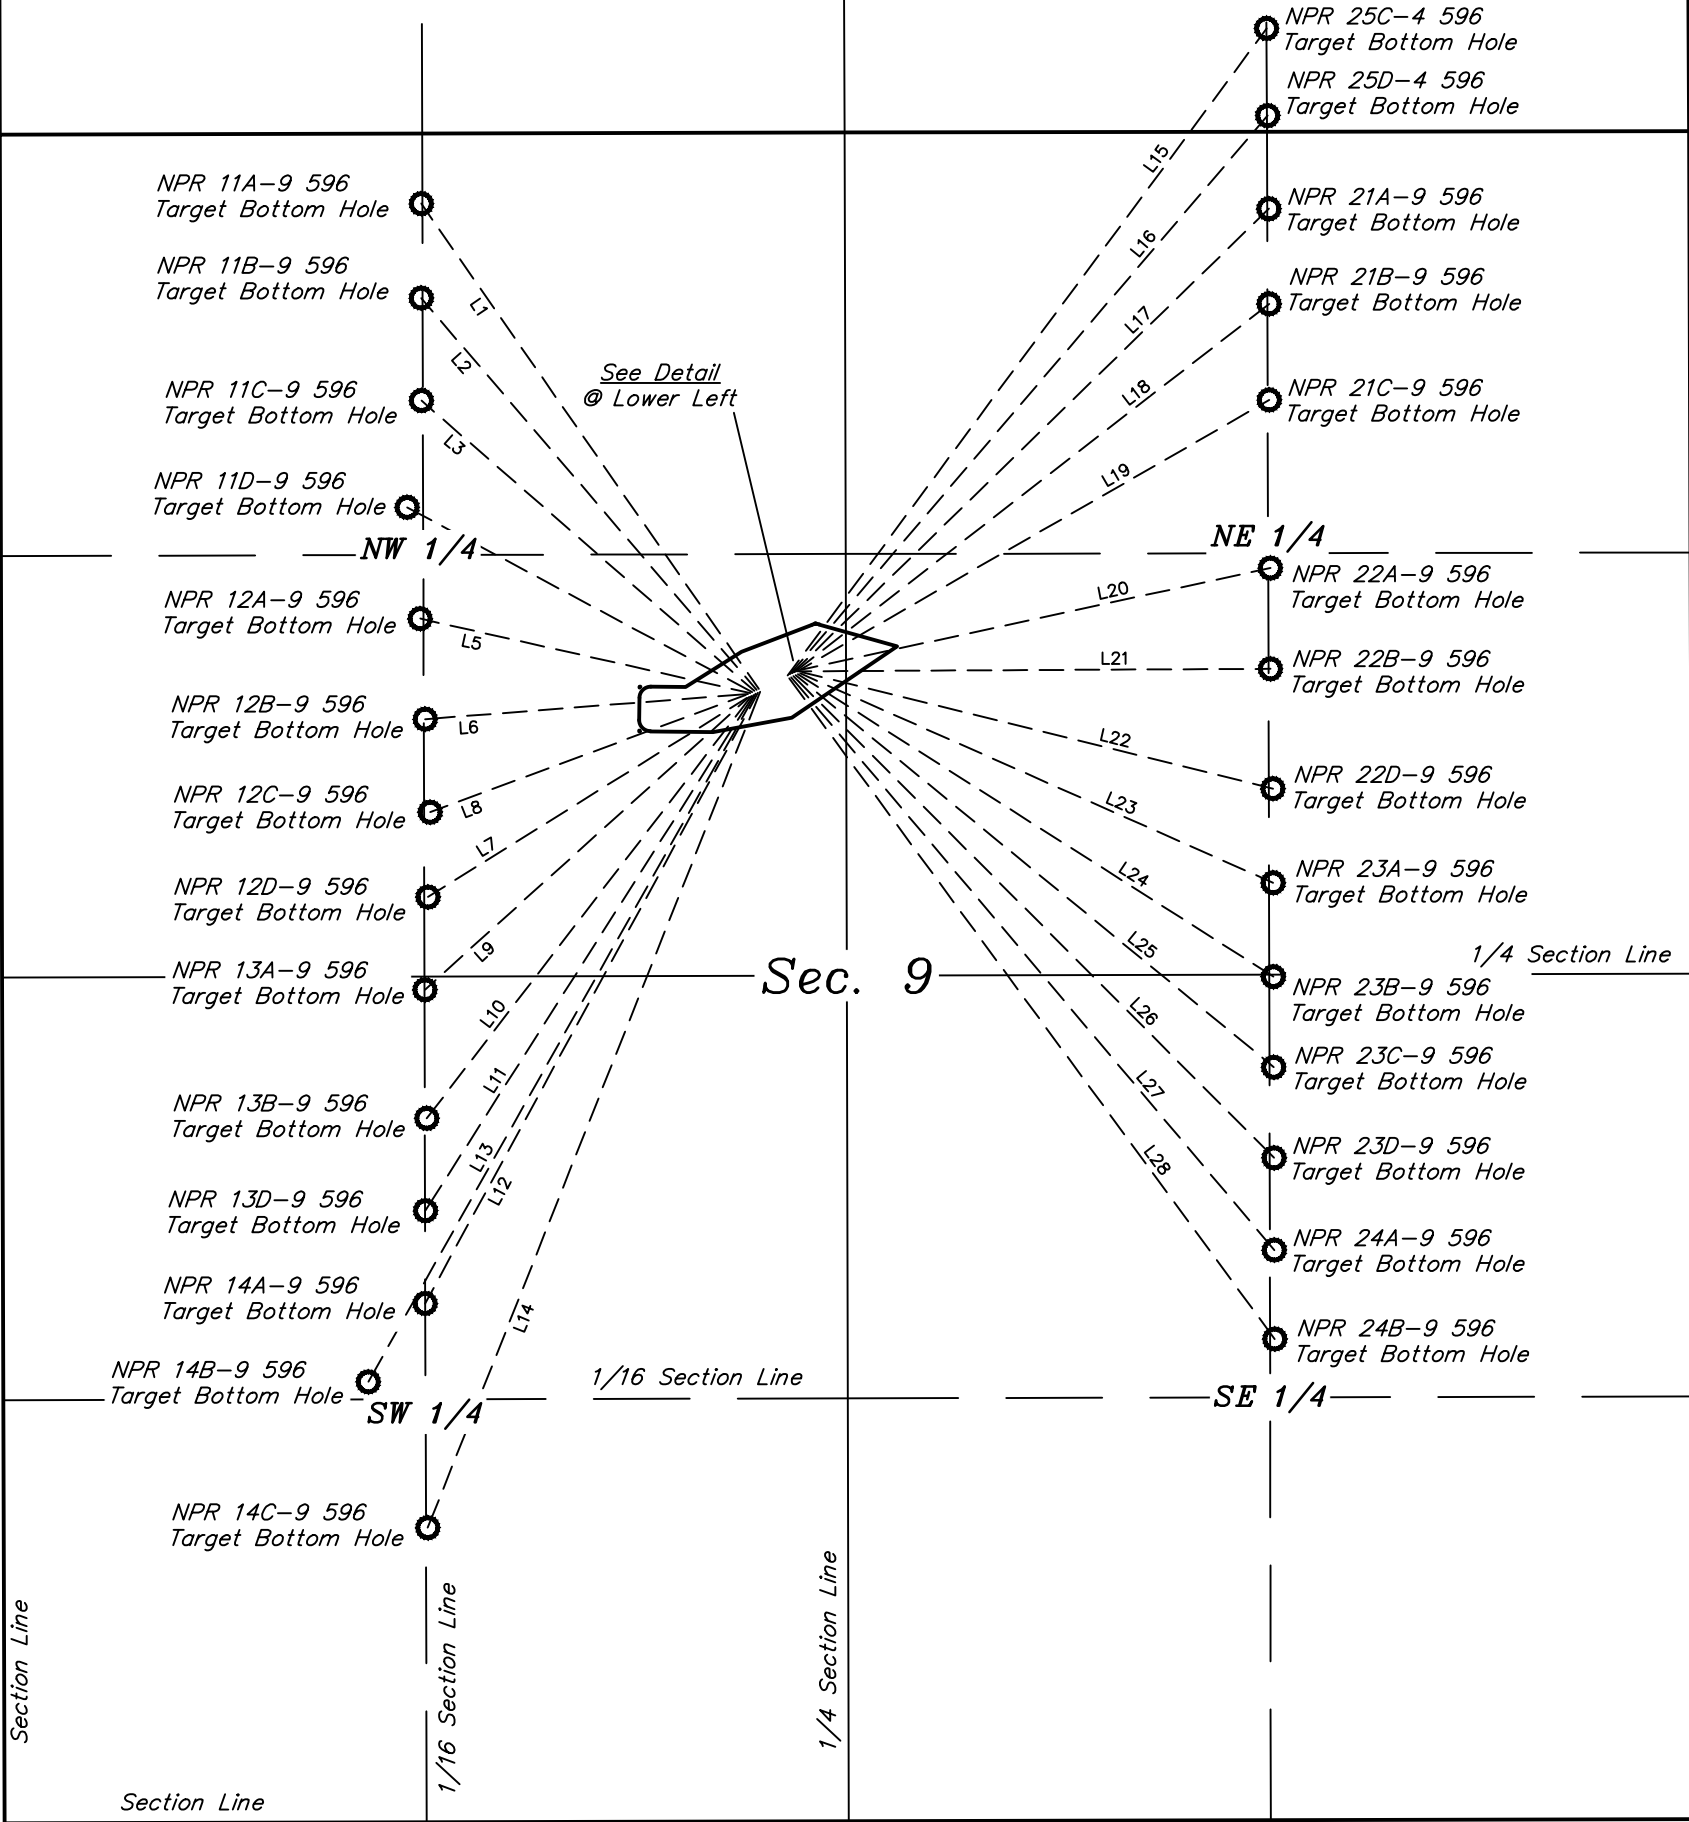 NPR 25C-4 596
Target Bottom Hole
NPR 25D-4 596
Target Bottom Hole
NPR 11A-9 596
Target Bottom Hole
NPR 11B-9 596
Target Bottom Hole
NPR 11C-9 596
Target Bottom Hole
NPR 11D-9 596
Target Bottom Hole
NW 1/4
NPR 12A-9 596
Target Bottom Hole
NPR 12B-9 596
Target Bottom Hole
NPR 12C-9 596
Target Bottom Hole
NPR 12D-9 596
Target Bottom Hole
NPR 13A-9 596
Target Bottom Hole
NPR 13B-9 596
Target Bottom Hole
NPR 13D-9 596
Target Bottom Hole
NPR 14A-9 596
Target Bottom Hole
NPR 14B-9 596
Target Bottom Hole
SW 1/4
NPR 14C-9 596
Target Bottom Hole
L1
L2
L3
L5
L6
L8
L7
L9
L10
L11
L13
L12
L14
See Detail
@ Lower Left
Sec. 9
1/16 Section Line
L15
L16
L17
L18
L19
L20
L21
L22
L23
L24
L25
L26
L27
L28
NPR 21A-9 596
Target Bottom Hole
NPR 21B-9 596
Target Bottom Hole
NPR 21C-9 596
Target Bottom Hole
NE 1/4
NPR 22A-9 596
Target Bottom Hole
NPR 22B-9 596
Target Bottom Hole
NPR 22D-9 596
Target Bottom Hole
NPR 23A-9 596
Target Bottom Hole
1/4 Section Line
NPR 23B-9 596
Target Bottom Hole
NPR 23C-9 596
Target Bottom Hole
NPR 23D-9 596
Target Bottom Hole
NPR 24A-9 596
Target Bottom Hole
NPR 24B-9 596
Target Bottom Hole
SE 1/4
Section Line
1/16 Section Line
1/4 Section Line
Section Line